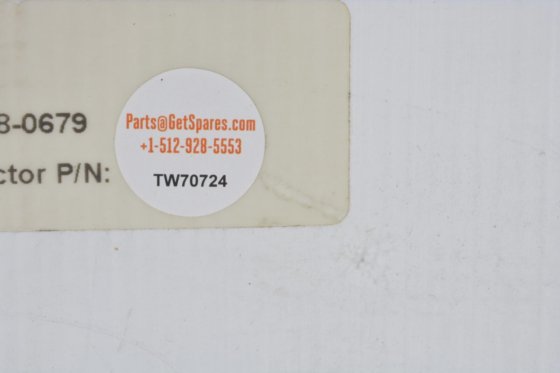 8-0679
ctor P/N:
Parts@GetSpares.com
+1-512-928-5553
TW70724